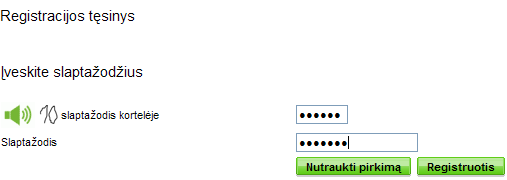 Registracijos tęsinys
Įveskite slaptažodžius
10 slaptažodis kortelėje ●●●●●●
Slaptažodis ●●●●●●●
Nutraukti pirkimą Registruotis